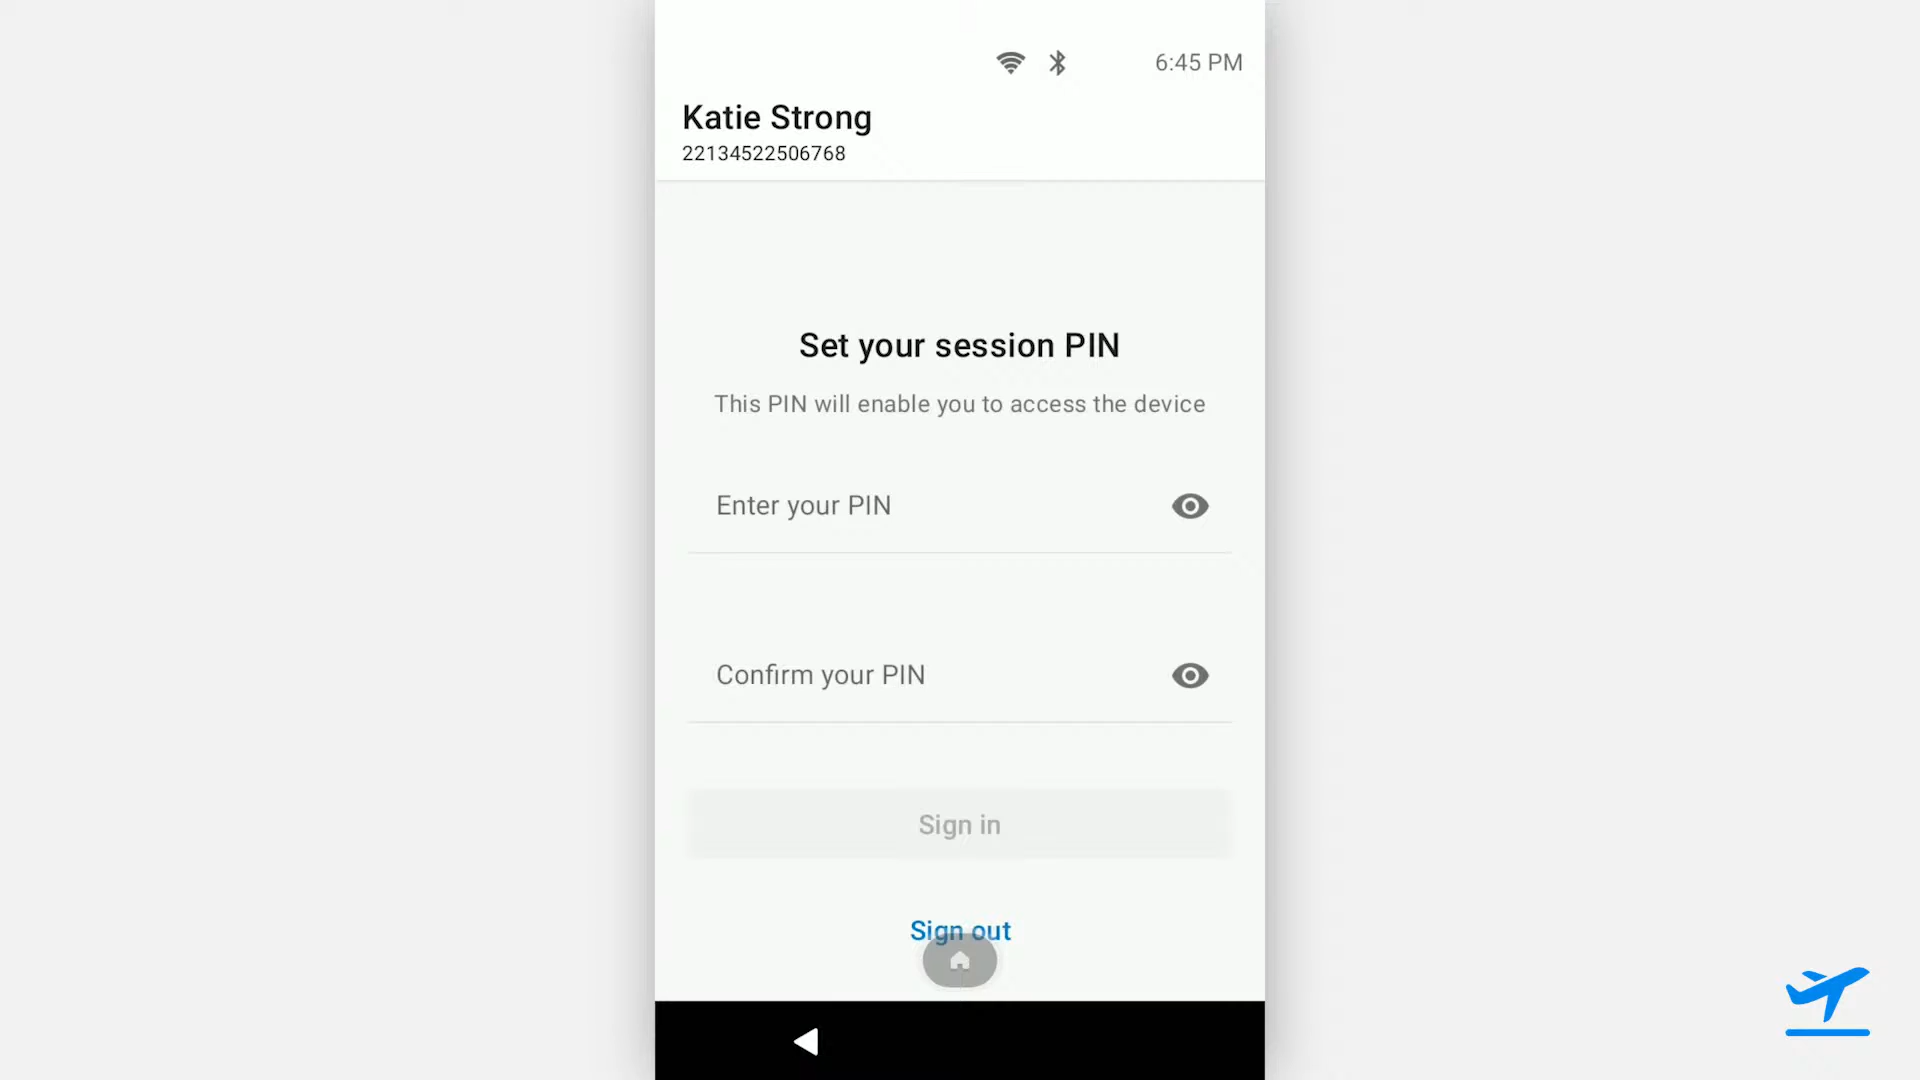 6:45 PM
Katie Strong
22134522506768
Set your session PIN
This PIN will enable you to access the device
Enter your PIN
Confirm your PIN
Sign in
Sign out